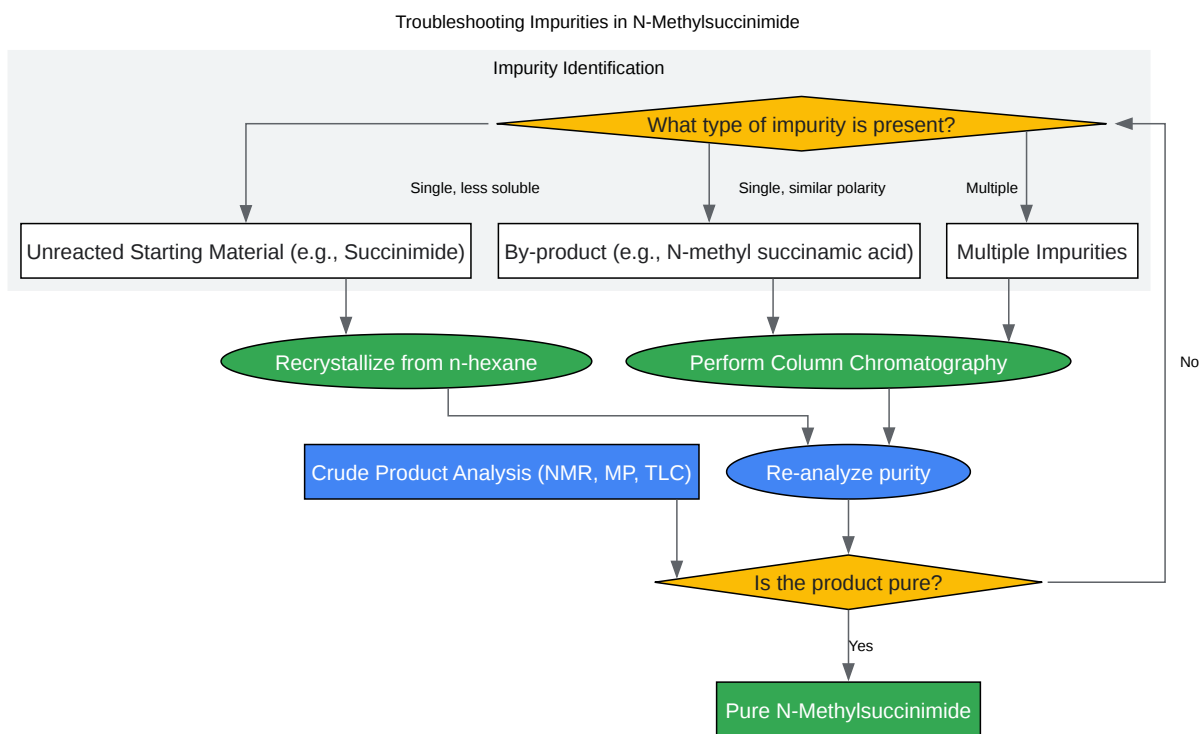 Troubleshooting Impurities in N-Methylsuccinimide
Impurity Identification
What type of impurity is present?
Single, less soluble
Single, similar polarity
Multiple
Unreacted Starting Material (e.g., Succinimide)
By-product (e.g., N-methyl succinamic acid)
Multiple Impurities
Recrystallize from n-hexane
Perform Column Chromatography
No
Crude Product Analysis (NMR, MP, TLC)
Re-analyze purity
Is the product pure?
Yes
Pure N-Methylsuccinimide